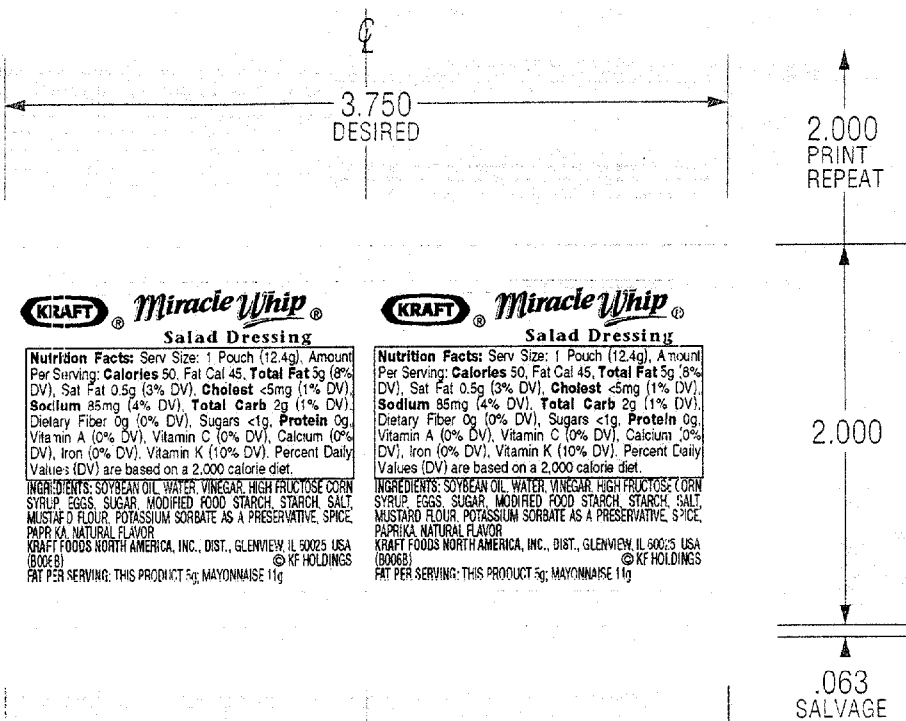 ℄
3.750
DESIRED
2.000
PRINT
REPEAT
KRAFT ® Miracle Whip ®
Salad Dressing
Nutrition Facts: Serv Size: 1 Pouch (12.4g), Amount
Per Serving: Calories 50, Fat Cal 45, Total Fat 5g (8%
DV), Sat Fat 0.5g (3% DV), Cholest <5mg (1% DV),
Sodium 85mg (4% DV), Total Carb 2g (1% DV),
Dietary Fiber 0g (0% DV), Sugars <1g, Protein 0g,
Vitamin A (0% DV), Vitamin C (0% DV), Calcium (0%
DV), Iron (0% DV), Vitamin K (10% DV). Percent Daily
Values (DV) are based on a 2,000 calorie diet.
INGREDIENTS: SOYBEAN OIL, WATER, VINEGAR, HIGH FRUCTOSE CORN
SYRUP, EGGS, SUGAR, MODIFIED FOOD STARCH, STARCH, SALT,
MUSTARD FLOUR, POTASSIUM SORBATE AS A PRESERVATIVE, SPICE,
PAPRIKA, NATURAL FLAVOR
KRAFT FOODS NORTH AMERICA, INC., DIST., GLENVIEW, IL 60025 USA
(B006B) © KF HOLDINGS
FAT PER SERVING: THIS PRODUCT 5g; MAYONNAISE 11g
KRAFT ® Miracle Whip ®
Salad Dressing
Nutrition Facts: Serv Size: 1 Pouch (12.4g), Amount
Per Serving: Calories 50, Fat Cal 45, Total Fat 5g (8%
DV), Sat Fat 0.5g (3% DV), Cholest <5mg (1% DV),
Sodium 85mg (4% DV), Total Carb 2g (1% DV),
Dietary Fiber 0g (0% DV), Sugars <1g, Protein 0g,
Vitamin A (0% DV), Vitamin C (0% DV), Calcium (0%
DV), Iron (0% DV), Vitamin K (10% DV). Percent Daily
Values (DV) are based on a 2,000 calorie diet.
INGREDIENTS: SOYBEAN OIL, WATER, VINEGAR, HIGH FRUCTOSE CORN
SYRUP, EGGS, SUGAR, MODIFIED FOOD STARCH, STARCH, SALT,
MUSTARD FLOUR, POTASSIUM SORBATE AS A PRESERVATIVE, SPICE,
PAPRIKA, NATURAL FLAVOR
KRAFT FOODS NORTH AMERICA, INC., DIST., GLENVIEW, IL 60025 USA
(B006B) © KF HOLDINGS
FAT PER SERVING: THIS PRODUCT 5g; MAYONNAISE 11g
2.000
.063
SALVAGE